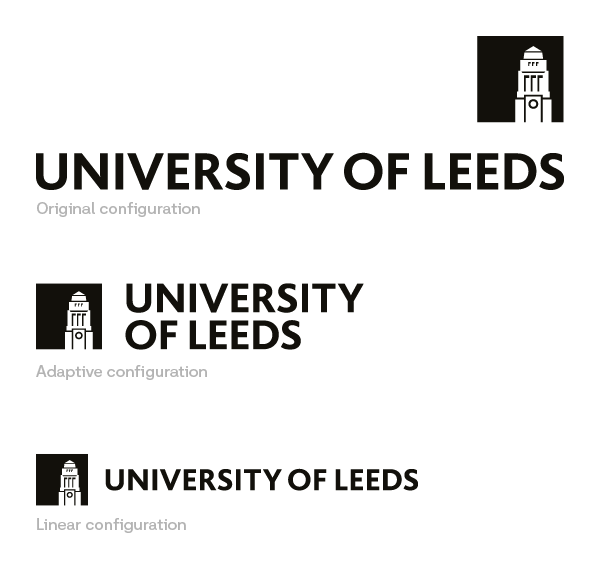 UNIVERSITY OF LEEDS
Original configuration
UNIVERSITY
OF LEEDS
Adaptive configuration
UNIVERSITY OF LEEDS
Linear configuration